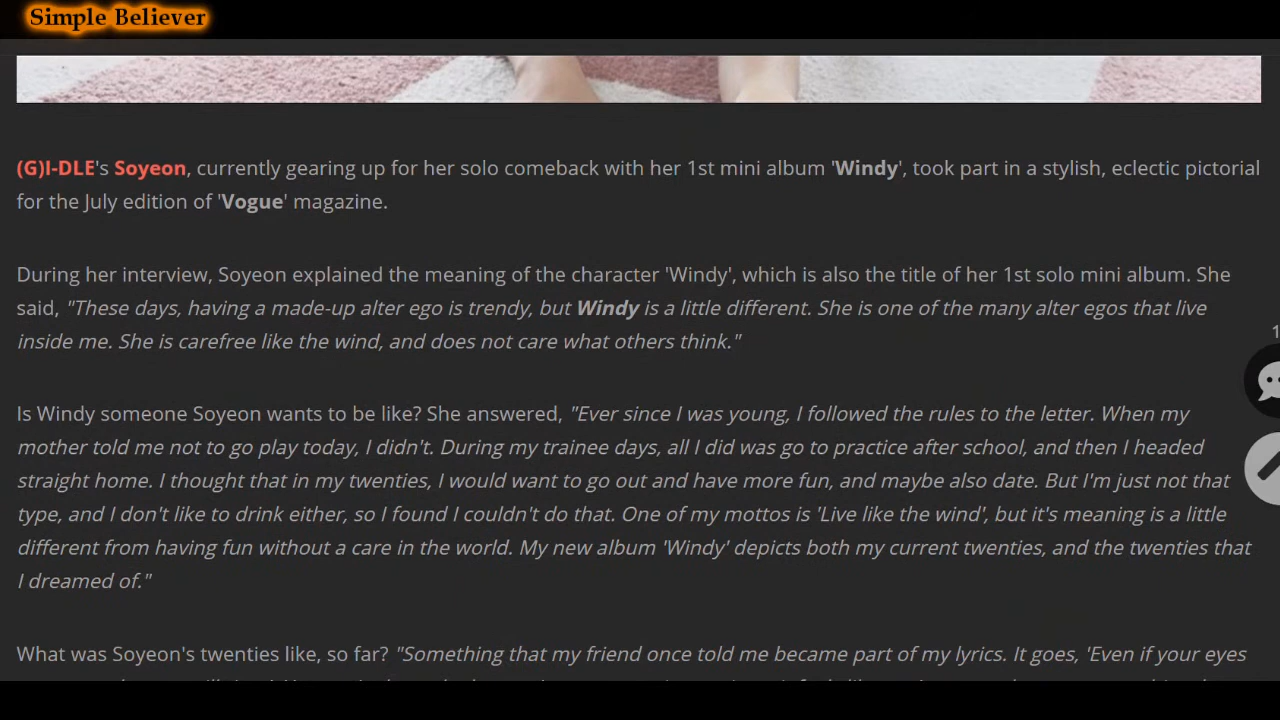 Simple Believer
(G)I-DLE's Soyeon, currently gearing up for her solo comeback with her 1st mini album 'Windy', took part in a stylish, eclectic pictorial
for the July edition of 'Vogue' magazine.
During her interview, Soyeon explained the meaning of the character 'Windy', which is also the title of her 1st solo mini album. She
said, "These days, having a made-up alter ego is trendy, but Windy is a little different. She is one of the many alter egos that live
inside me. She is carefree like the wind, and does not care what others think."
1
Is Windy someone Soyeon wants to be like? She answered, "Ever since I was young, I followed the rules to the letter. When my
mother told me not to go play today, I didn't. During my trainee days, all I did was go to practice after school, and then I headed
straight home. I thought that in my twenties, I would want to go out and have more fun, and maybe also date. But I'm just not that
type, and I don't like to drink either, so I found I couldn't do that. One of my mottos is 'Live like the wind', but it's meaning is a little
different from having fun without a care in the world. My new album 'Windy' depicts both my current twenties, and the twenties that
I dreamed of."
What was Soyeon's twenties like, so far? "Something that my friend once told me became part of my lyrics. It goes, 'Even if your eyes